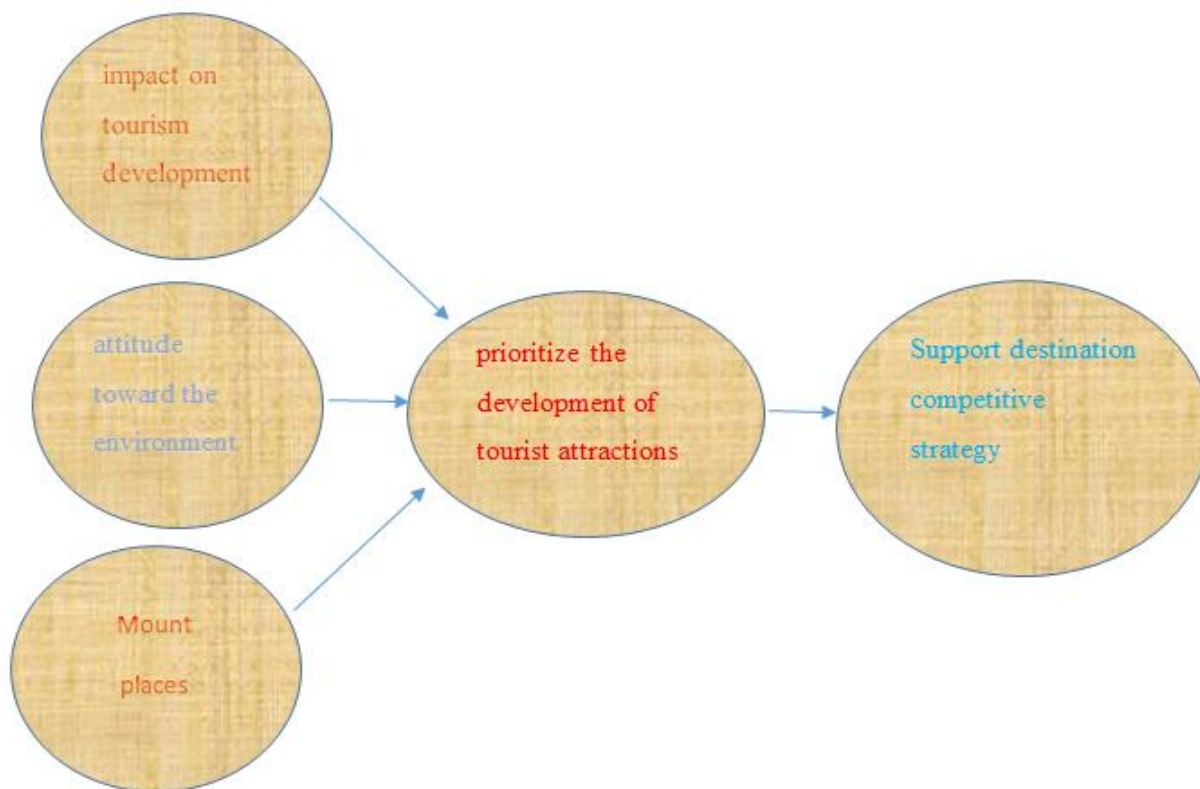 impact on
tourism
development
attitude
toward the
environment
Mount
places
prioritize the
development of
tourist attractions
Support destination
competitive
strategy